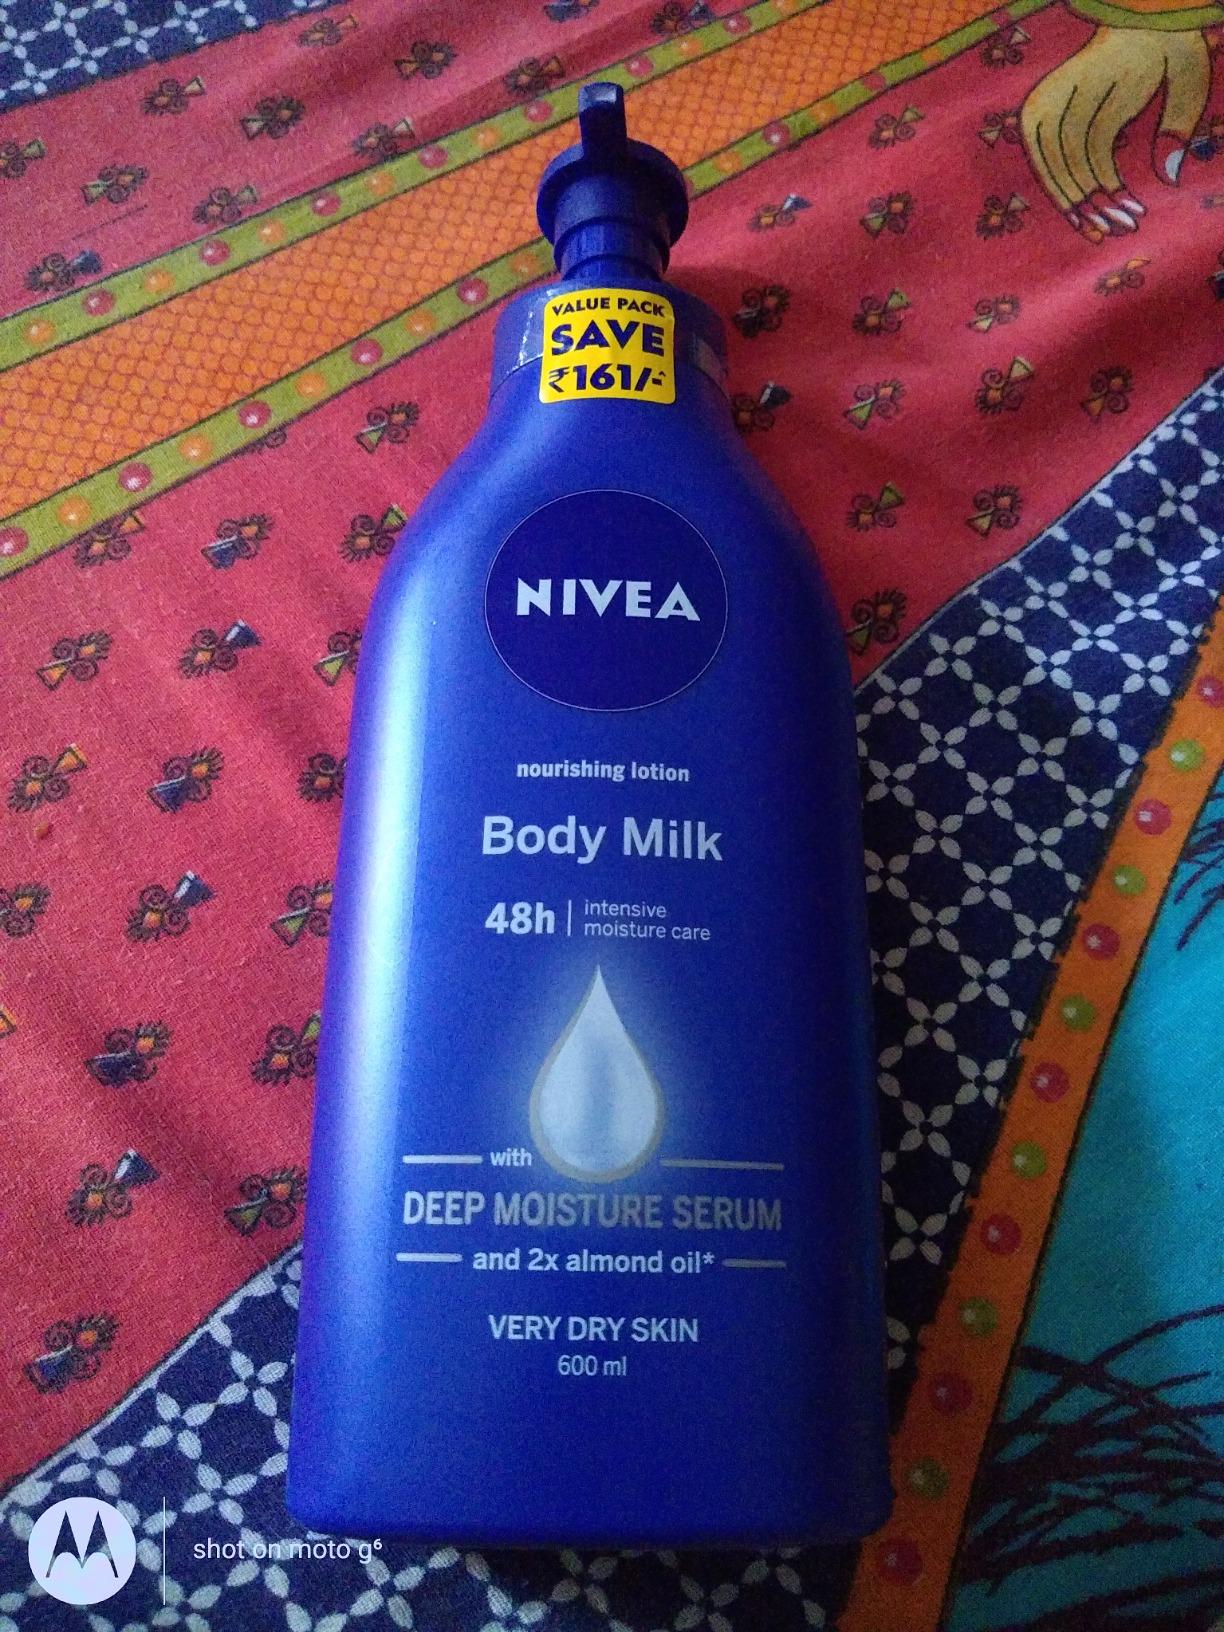 VALUE PACK
SAVE
₹161/-^
NIVEA
nourishing lotion
Body Milk
48h | intensive
moisture care
with
DEEP MOISTURE SERUM
and 2x almond oil*
VERY DRY SKIN
600 ml
shot on moto g⁶